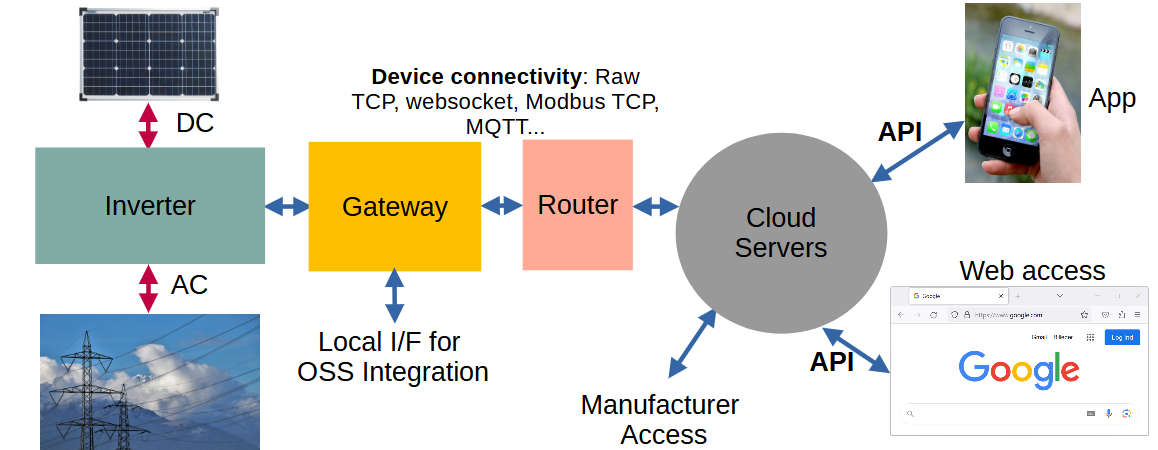 DC
Inverter
AC
Device connectivity: Raw
TCP, websocket, Modbus TCP,
MQTT...
Gateway
Router
Local I/F for
OSS Integration
Cloud
Servers
API
App
Manufacturer
Access
API
Web access
Google
https://www.google.com
Gmail
Log ind
Google